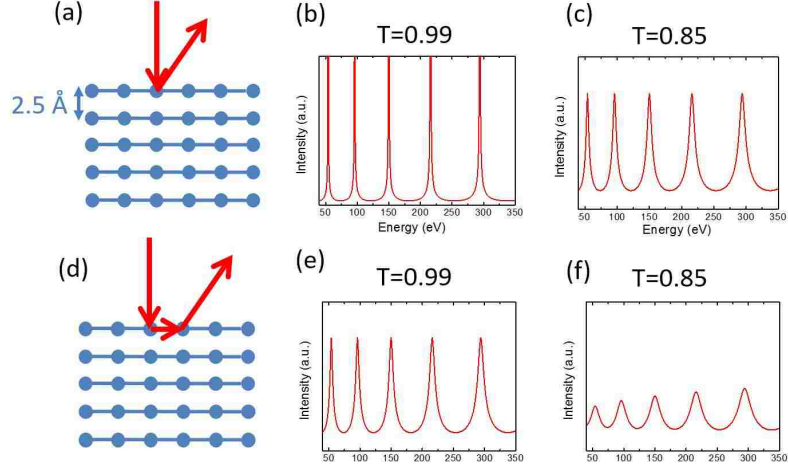 (a)
2.5 Å
(b)
T=0.99
Intensity (a.u.)
50 100 150 200 250 300 350
Energy (eV)
(c)
T=0.85
Intensity (a.u.)
50 100 150 200 250 300 350
Energy (eV)
(d)
(e)
T=0.99
Intensity (a.u.)
50 100 150 200 250 300 350
(f)
T=0.85
Intensity (a.u.)
50 100 150 200 250 300 350